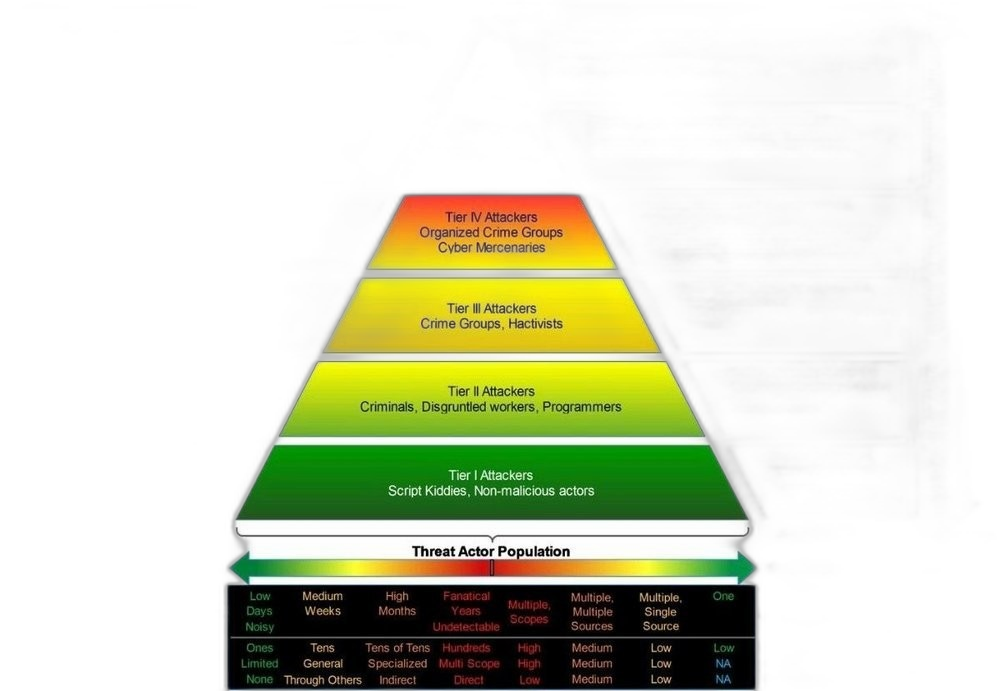 Tier IV Attackers
Organized Crime Groups
Cyber Mercenaries
Tier III Attackers
Crime Groups, Hactivists
Tier II Attackers
Criminals, Disgruntled workers, Programmers
Tier I Attackers
Script Kiddies, Non-malicious actors
Threat Actor Population
Low Medium High Fanatical Multiple, Multiple, Multiple, One
Days Weeks Months Years Scopes Multiple Single
Noisy Undetectable Sources Source
Ones Tens Tens of Tens Hundreds High Medium Low Low
Limited General Specialized Multi Scope High Medium Low NA
None Through Others Indirect Direct Low Medium Low NA